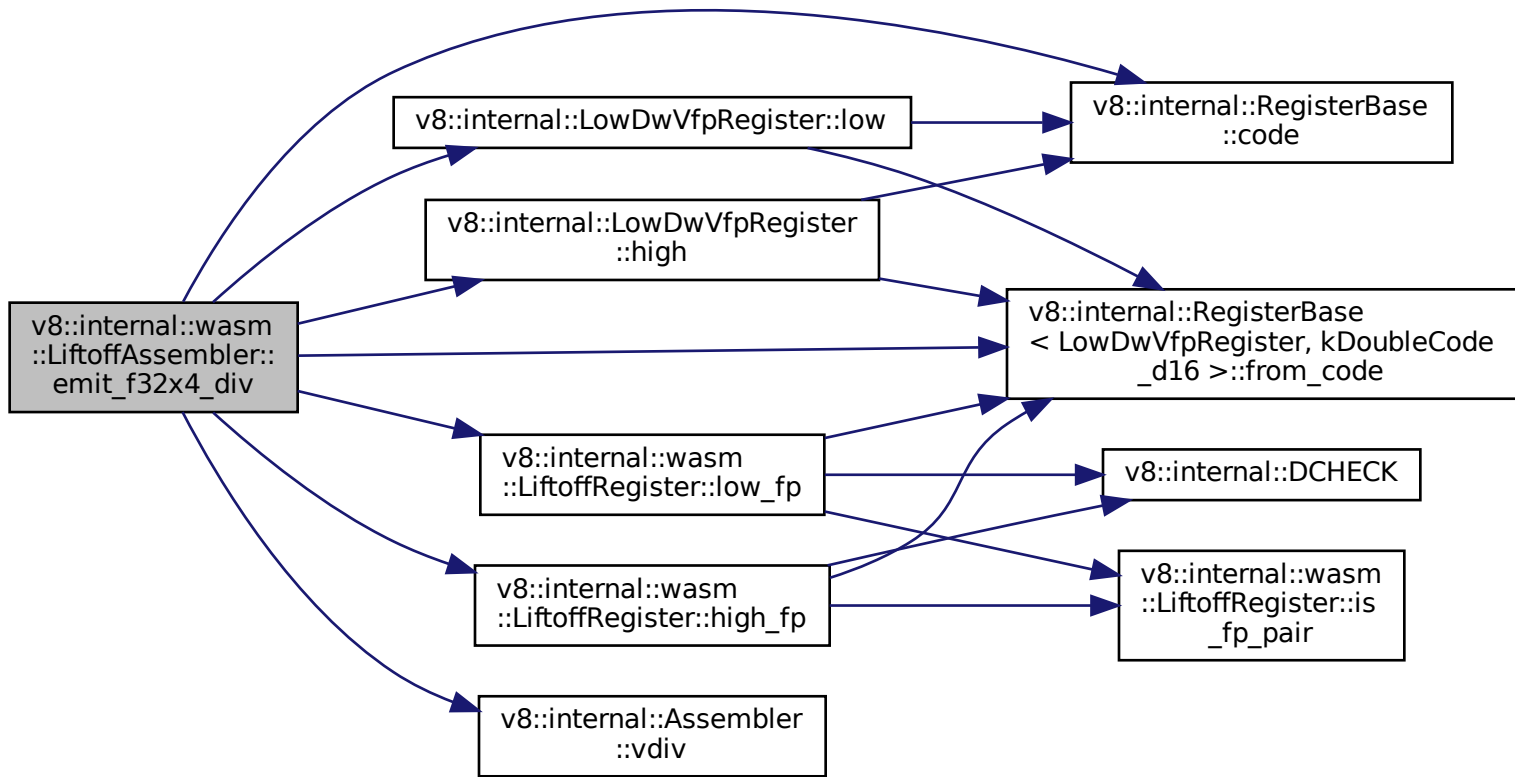 v8::internal::wasm
::LiftoffAssembler::
emit_f32x4_div
v8::internal::LowDwVfpRegister::low
v8::internal::LowDwVfpRegister
::high
v8::internal::wasm
::LiftoffRegister::low_fp
v8::internal::wasm
::LiftoffRegister::high_fp
v8::internal::Assembler
::vdiv
v8::internal::RegisterBase
::code
v8::internal::RegisterBase
< LowDwVfpRegister, kDoubleCode
_d16 >::from_code
v8::internal::DCHECK
v8::internal::wasm
::LiftoffRegister::is
_fp_pair